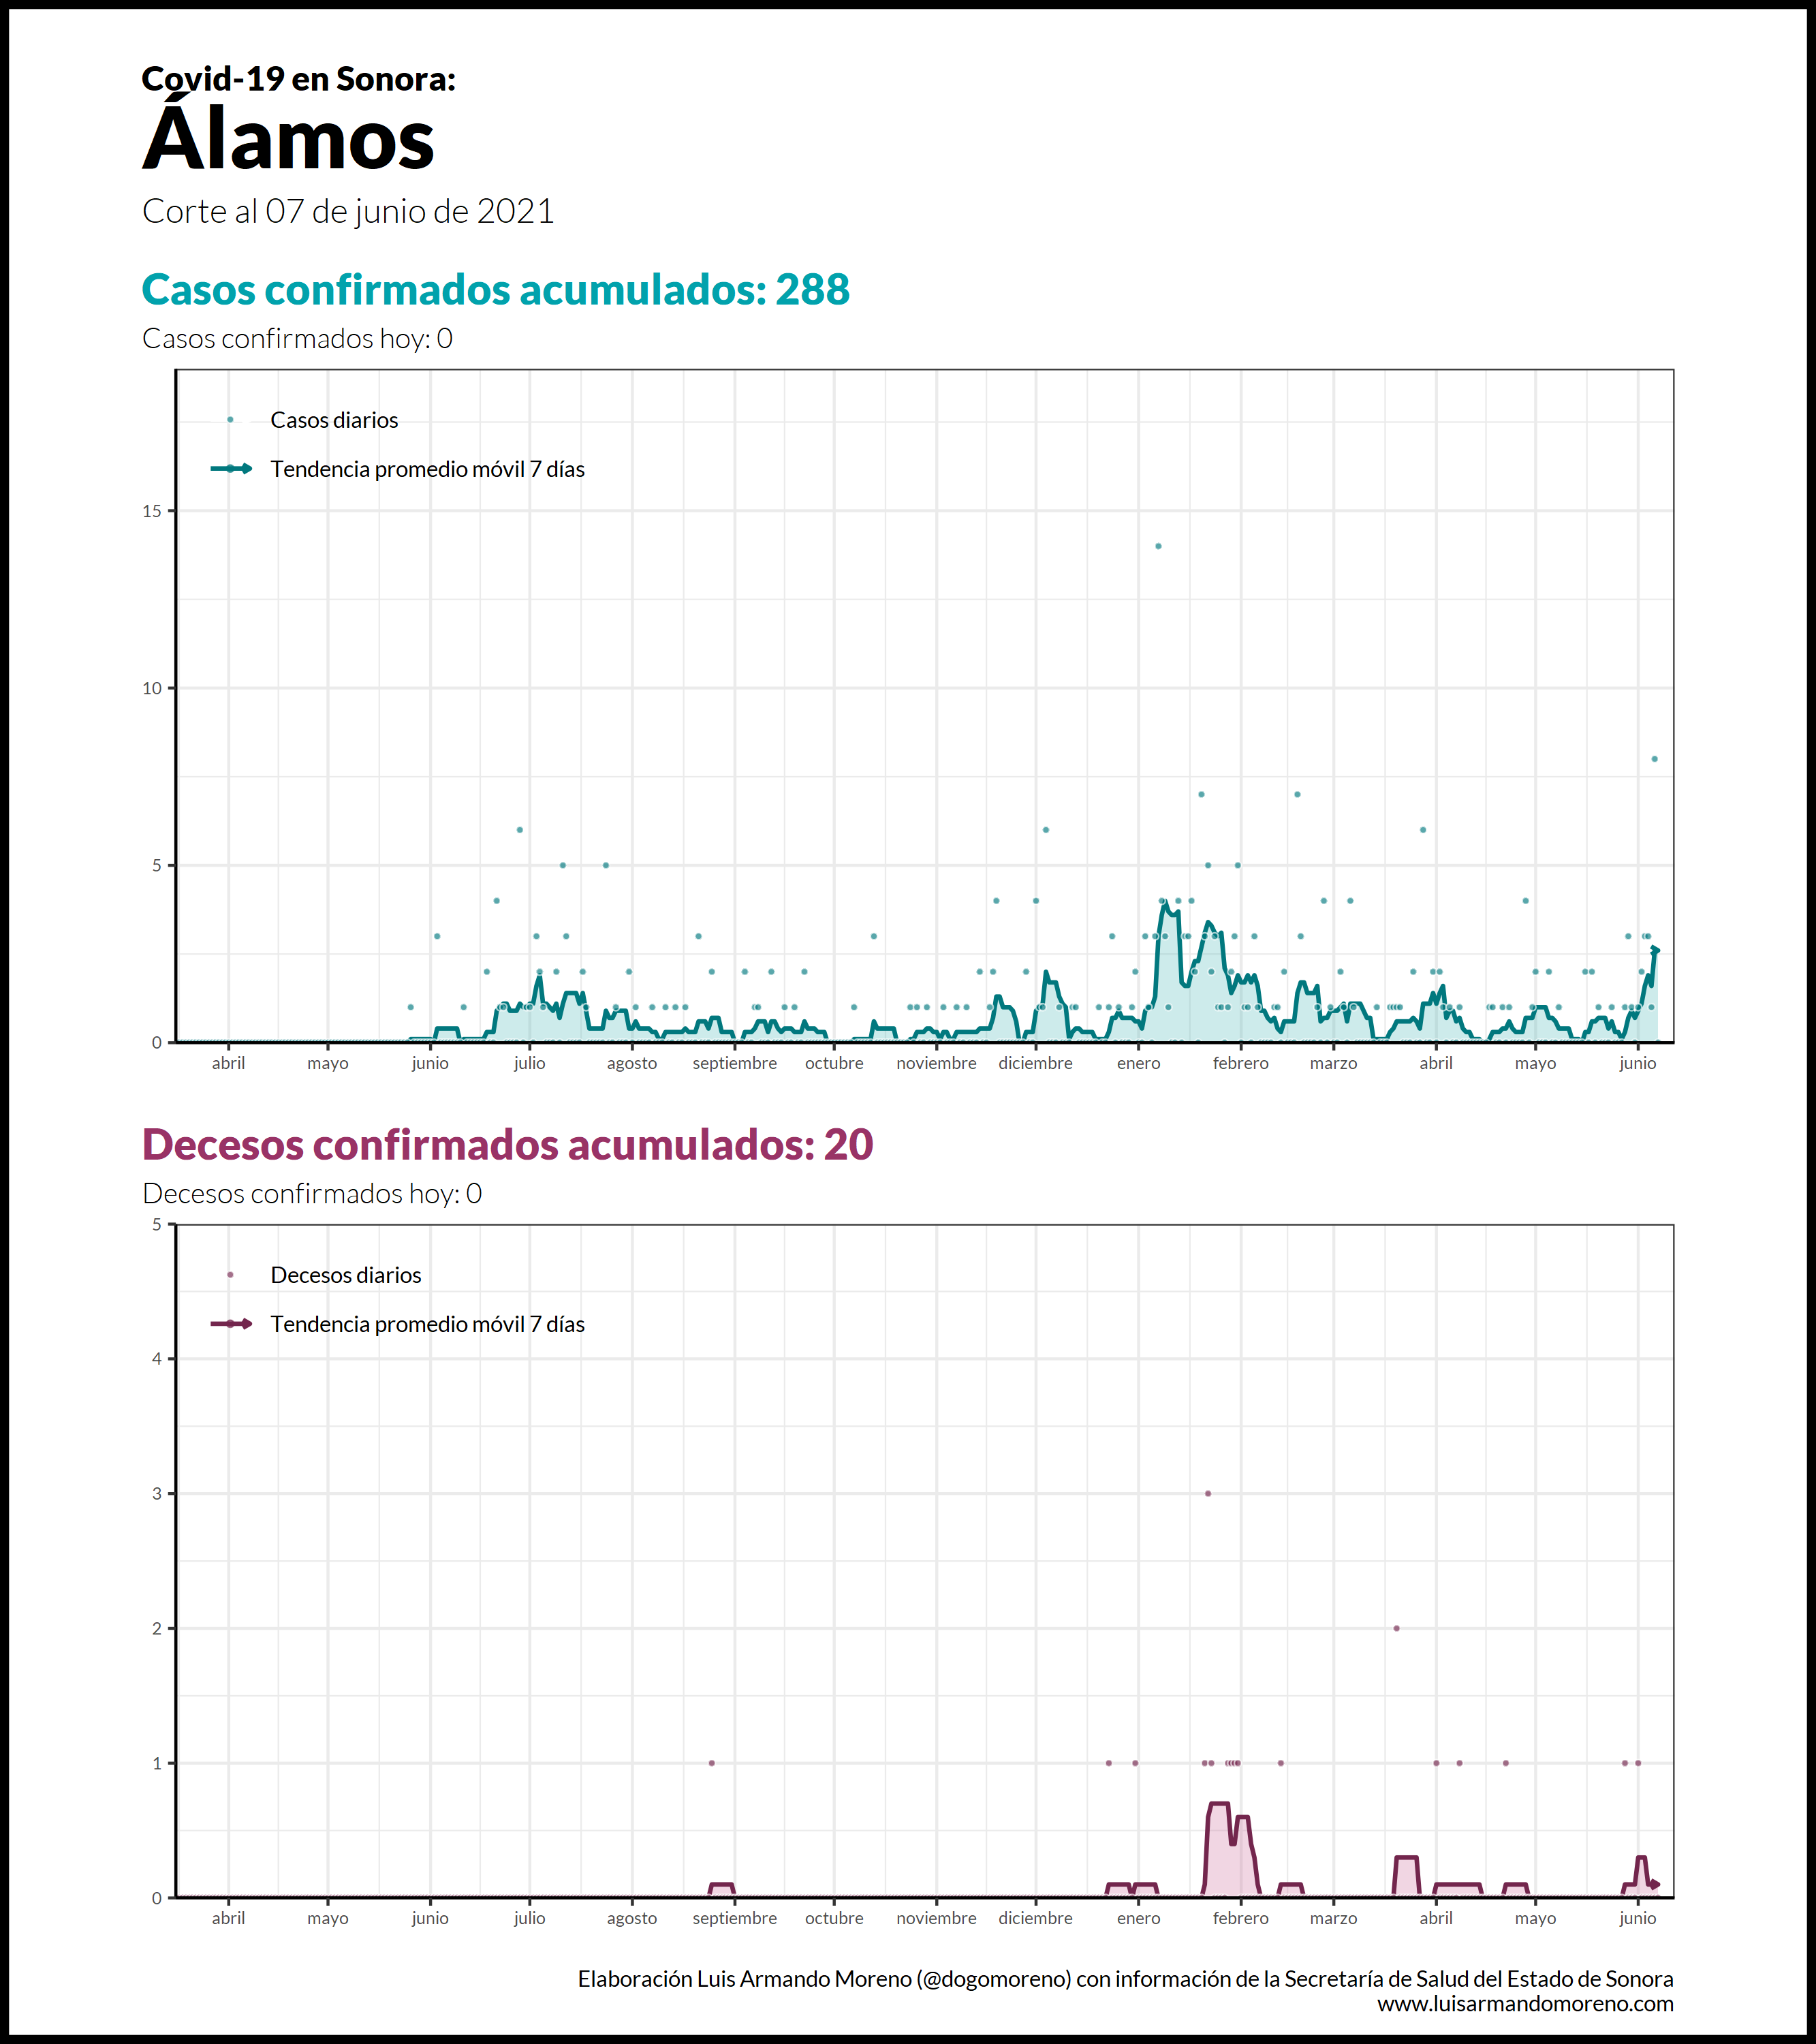 Covid-19 en Sonora:
Álamos
Corte al 07 de junio de 2021
Casos confirmados acumulados: 288
Casos confirmados hoy: 0
Casos diarios
Tendencia promedio móvil 7 días
15
10
5
0
abril mayo junio julio agosto septiembre octubre noviembre diciembre enero febrero marzo abril mayo junio
Decesos confirmados acumulados: 20
Decesos confirmados hoy: 0
5
Decesos diarios
Tendencia promedio móvil 7 días
4
3
2
1
0
abril mayo junio julio agosto septiembre octubre noviembre diciembre enero febrero marzo abril mayo junio
Elaboración Luis Armando Moreno (@dogomoreno) con información de la Secretaría de Salud del Estado de Sonora
www.luisarmandomoreno.com